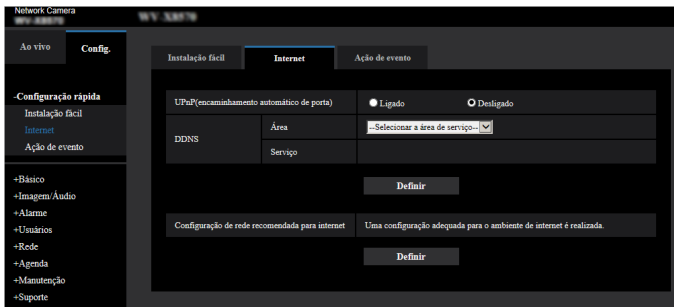 Network Camera
WV-X8570
WV-X8570
Ao vivo
Config.
Instalação fácil
Internet
Ação de evento
-Configuração rápida
Instalação fácil
Internet
Ação de evento
+Básico
+Imagem/Áudio
+Alarme
+Usuários
+Rede
+Agenda
+Manutenção
+Suporte
UPnP(encaminhamento automático de porta)
Ligado
Desligado
DDNS
Área
--Selecionar a área de serviço--
Serviço
Definir
Configuração de rede recomendada para internet
Uma configuração adequada para o ambiente de internet é realizada.
Definir